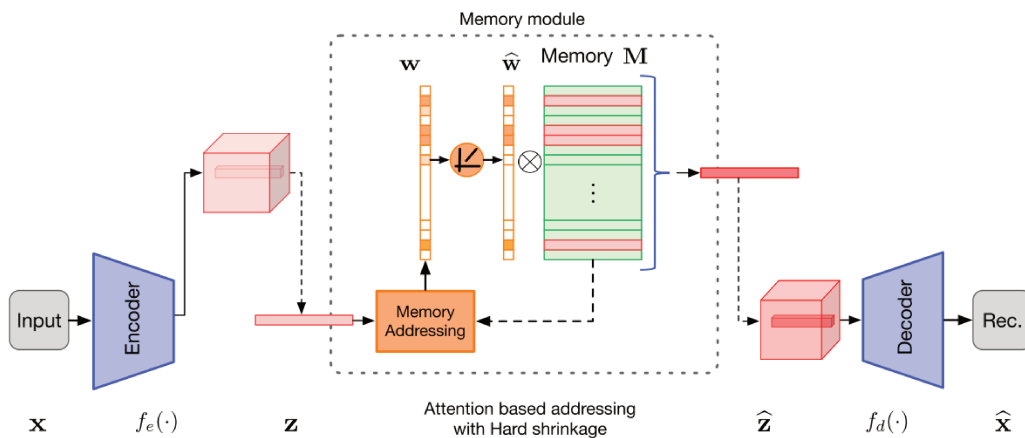 Memory module
w
ŵ
Memory M
⊗
⋮
Input
Encoder
Memory
Addressing
Decoder
Rec.
x
fₑ(·)
z
Attention based addressing
with Hard shrinkage
ẑ
f_d(·)
x̂